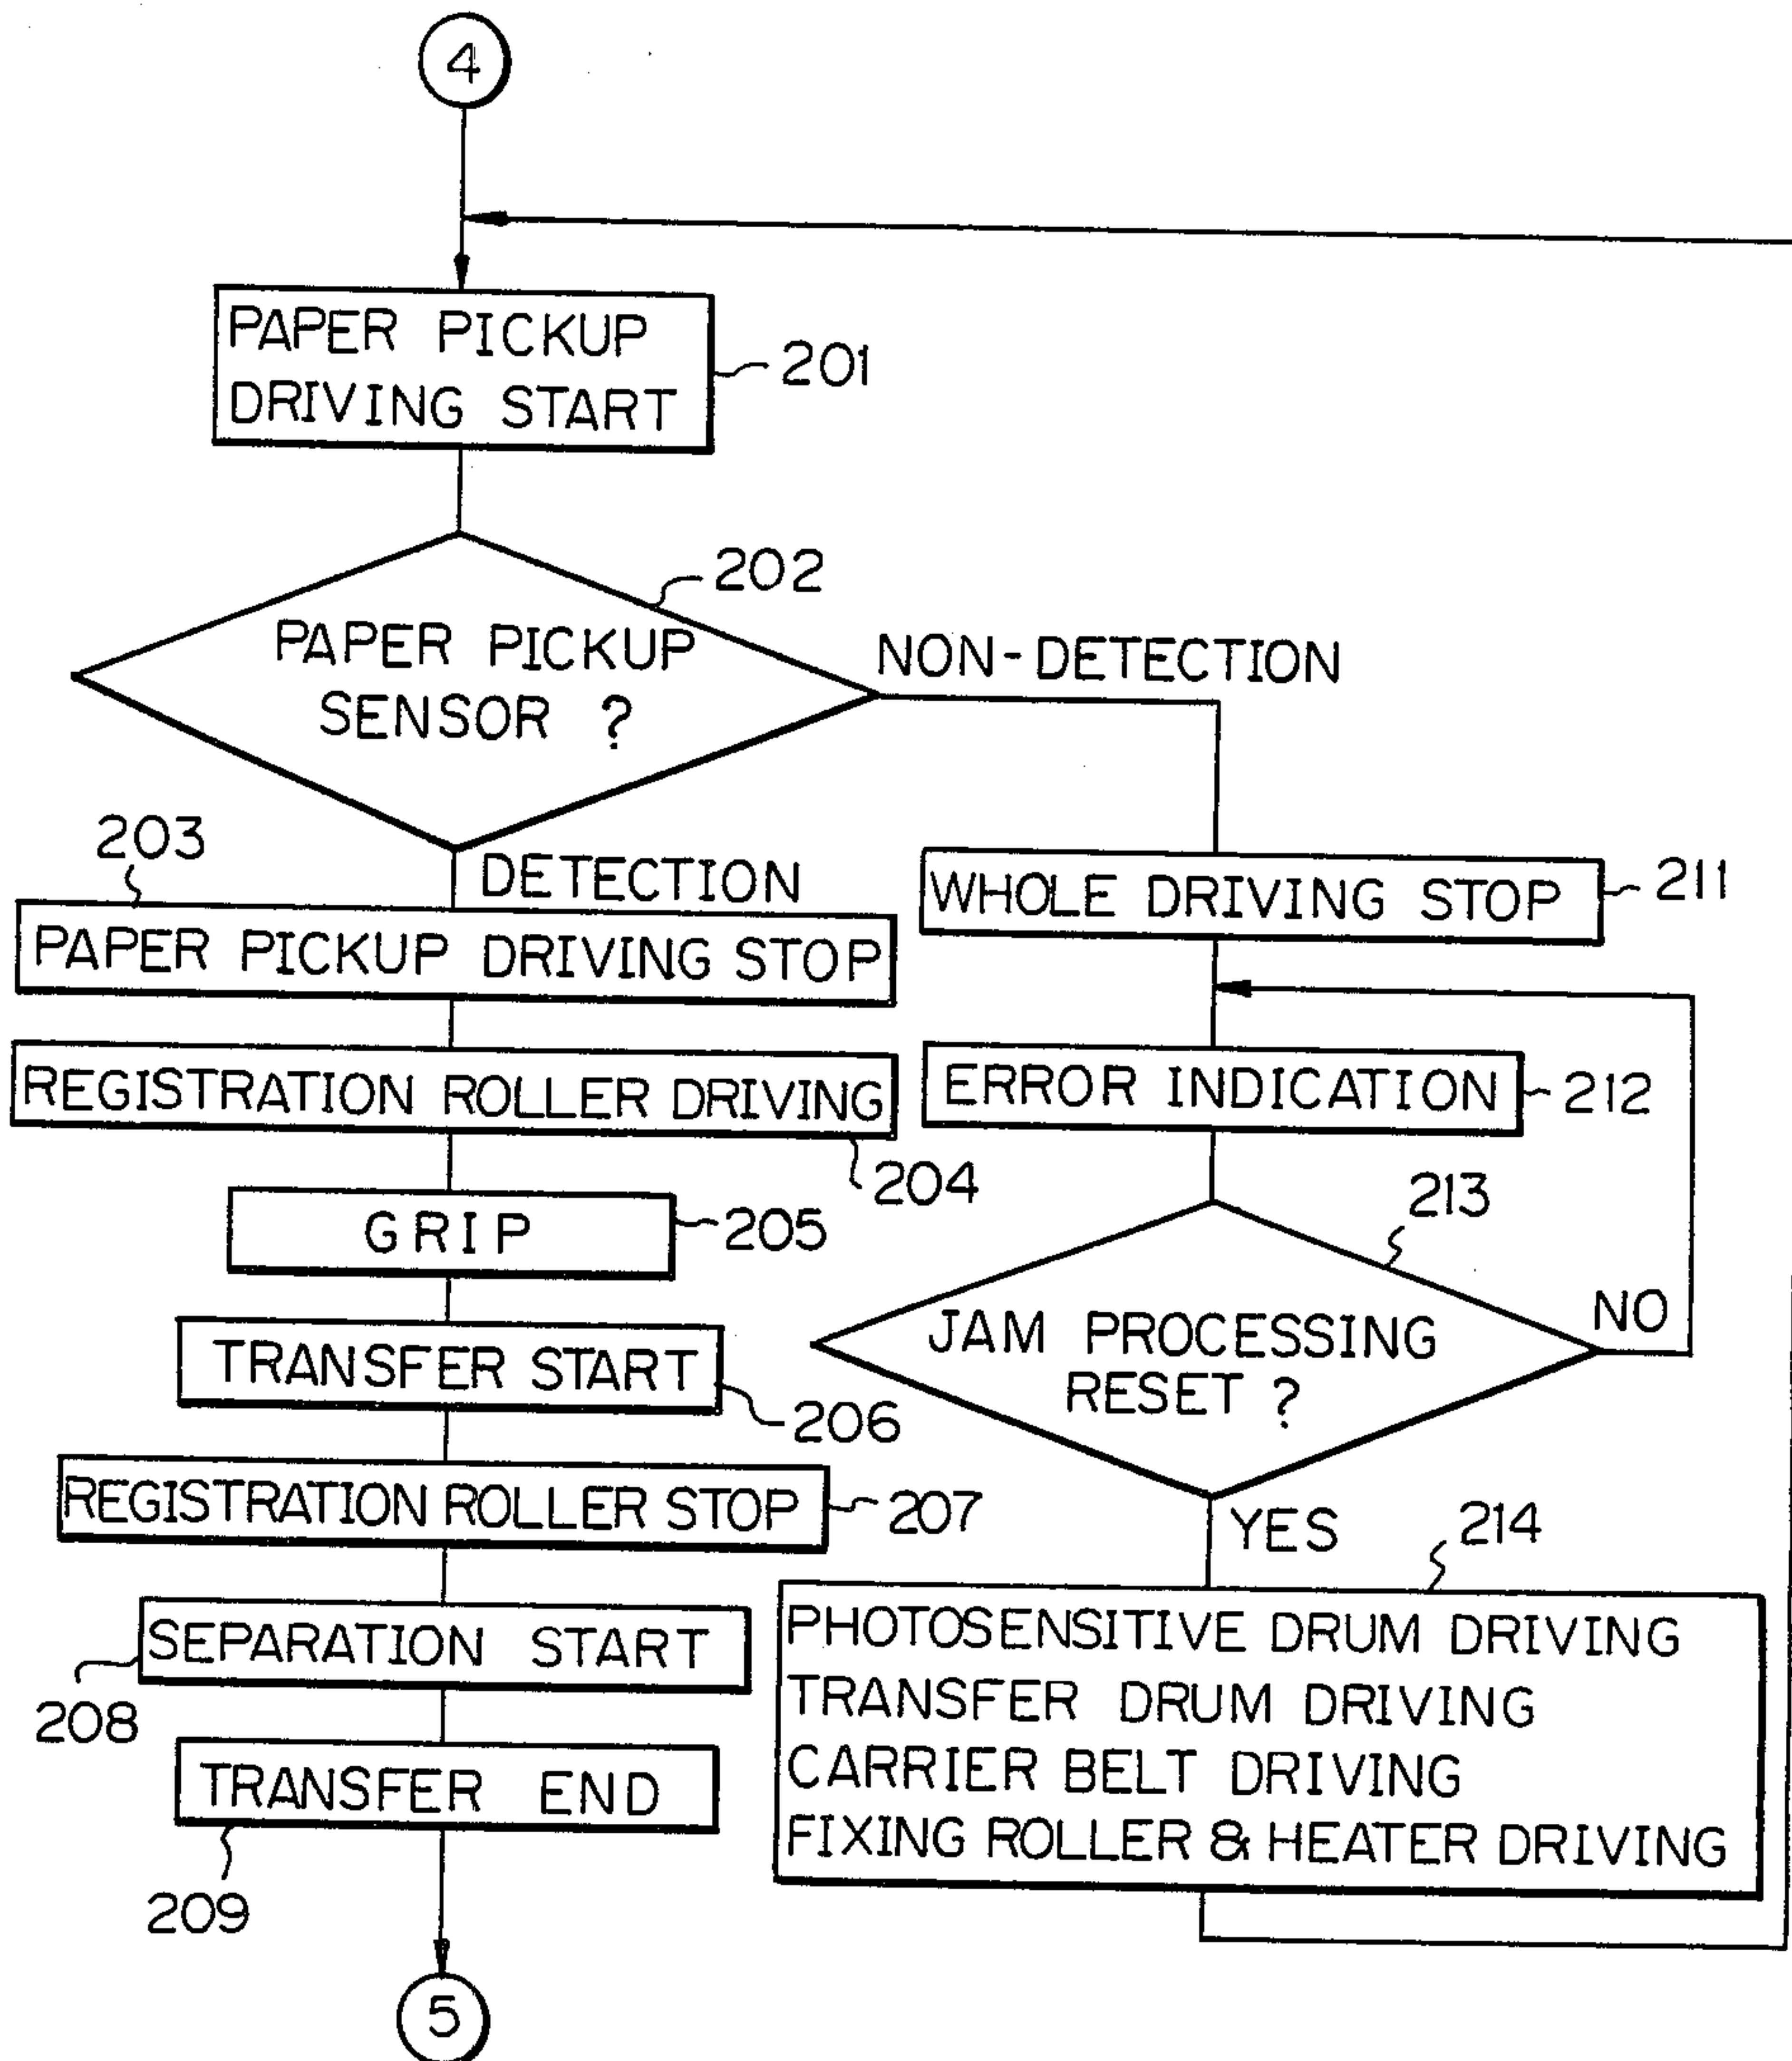 4
PAPER PICKUP
DRIVING START
201
202
PAPER PICKUP
SENSOR ?
NON-DETECTION
DETECTION
203
PAPER PICKUP DRIVING STOP
REGISTRATION ROLLER DRIVING
204
GRIP
205
TRANSFER START
206
REGISTRATION ROLLER STOP
207
SEPARATION START
208
TRANSFER END
209
5
WHOLE DRIVING STOP
211
ERROR INDICATION
212
213
JAM PROCESSING
RESET ?
NO
YES
214
PHOTOSENSITIVE DRUM DRIVING
TRANSFER DRUM DRIVING
CARRIER BELT DRIVING
FIXING ROLLER & HEATER DRIVING